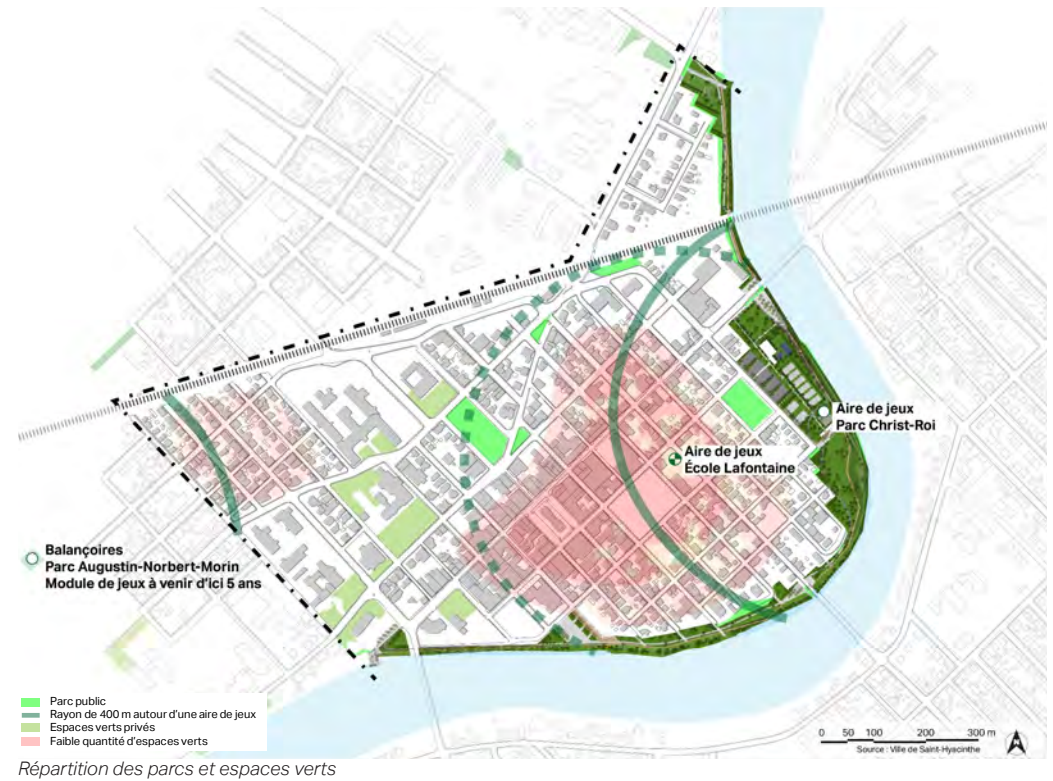 Aire de jeux
Parc Christ-Roi
Aire de jeux
École Lafontaine
Balançoires
Parc Augustin-Norbert-Morin
Module de jeux à venir d'ici 5 ans
Parc public
Rayon de 400 m autour d'une aire de jeux
Espaces verts privés
Faible quantité d'espaces verts
0 50 100 200 300 m
Source : Ville de Saint-Hyacinthe
Répartition des parcs et espaces verts